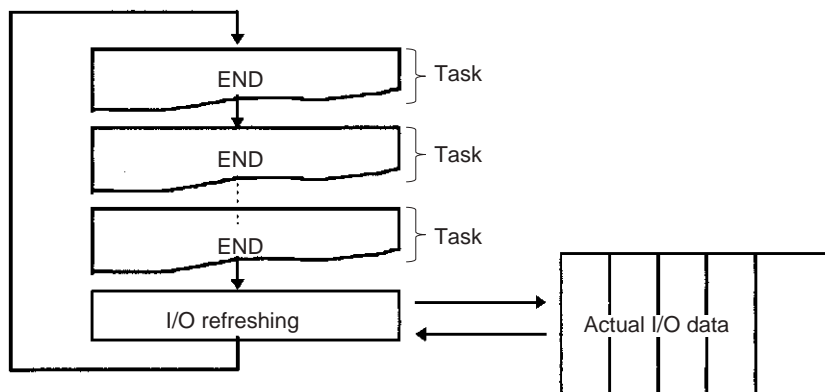 END
Task
END
Task
END
Task
I/O refreshing
Actual I/O data